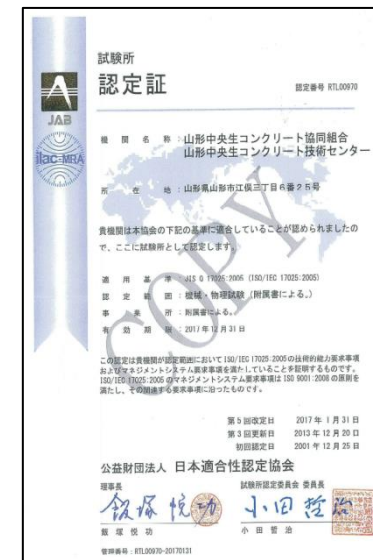 試験所
認定証
認定番号 RTL00970
JAB
ilac-MRA
機関名称:山形中央生コンクリート協同組合
山形中央生コンクリート技術センター
所在地:山形県山形市江俣三丁目6番25号
貴機関は本協会の下記の基準に適合していることが認められましたの
で、ここに試験所として認定します。
適用基準:JIS Q 17025:2005 (ISO/IEC 17025:2005)
認定範囲:機械・物理試験(附属書による。)
事業所:附属書による。
有効期限:2017年12月31日
この認定は貴機関が認定範囲においてISO/IEC 17025:2005の技術的能力要求事項
およびマネジメントシステム要求事項を満たしていることを証明するものです。
ISO/IEC 17025:2005のマネジメントシステム要求事項は ISO 9001:2008 の原則を
満たし、その関連する要求事項に沿ったものです。
第5回改定日 2017年1月31日
第3回更新日 2013年12月20日
初回認定日 2001年12月25日
公益財団法人 日本適合性認定協会
理事長
試験所認定委員会 委員長
飯塚悦功
小田哲治
飯塚悦功
小田哲治
管理番号:RTL00970-20170131
COPY